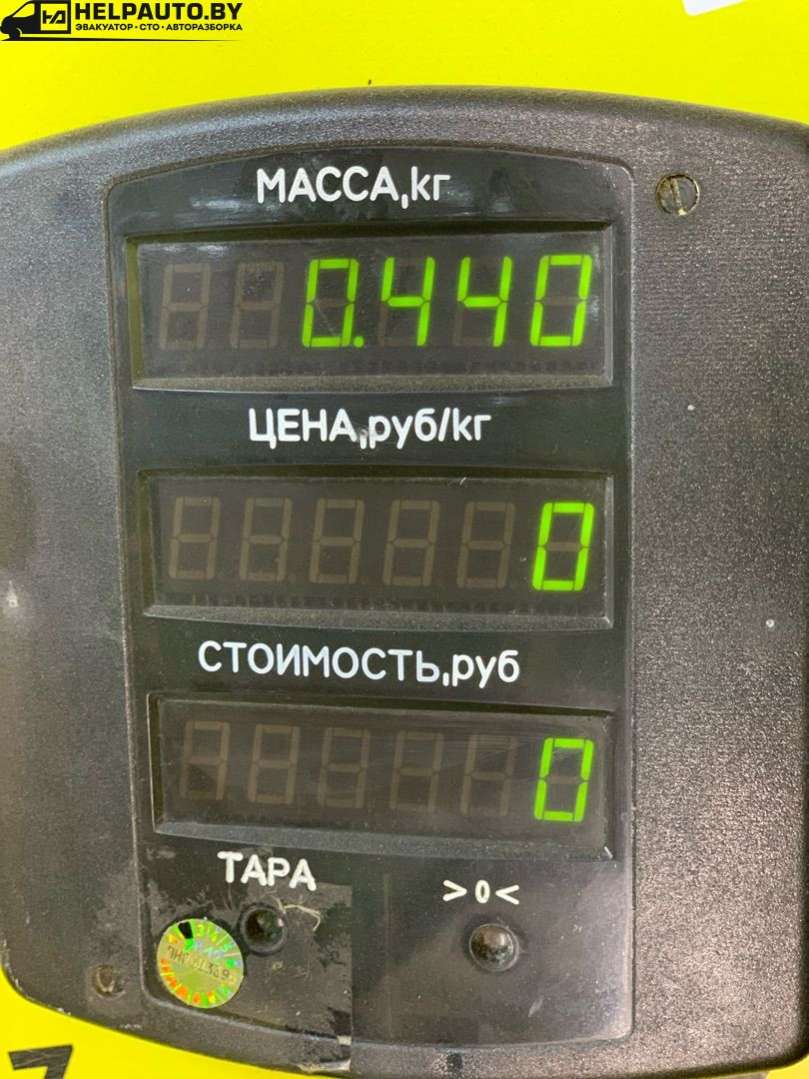 HELPAUTO.BY
ЭВАКУАТОР • СТО • АВТОРАЗБОРКА
МАССА,кг
0.440
ЦЕНА,руб/кг
0
СТОИМОСТЬ,руб
0
ТАРА
>0<